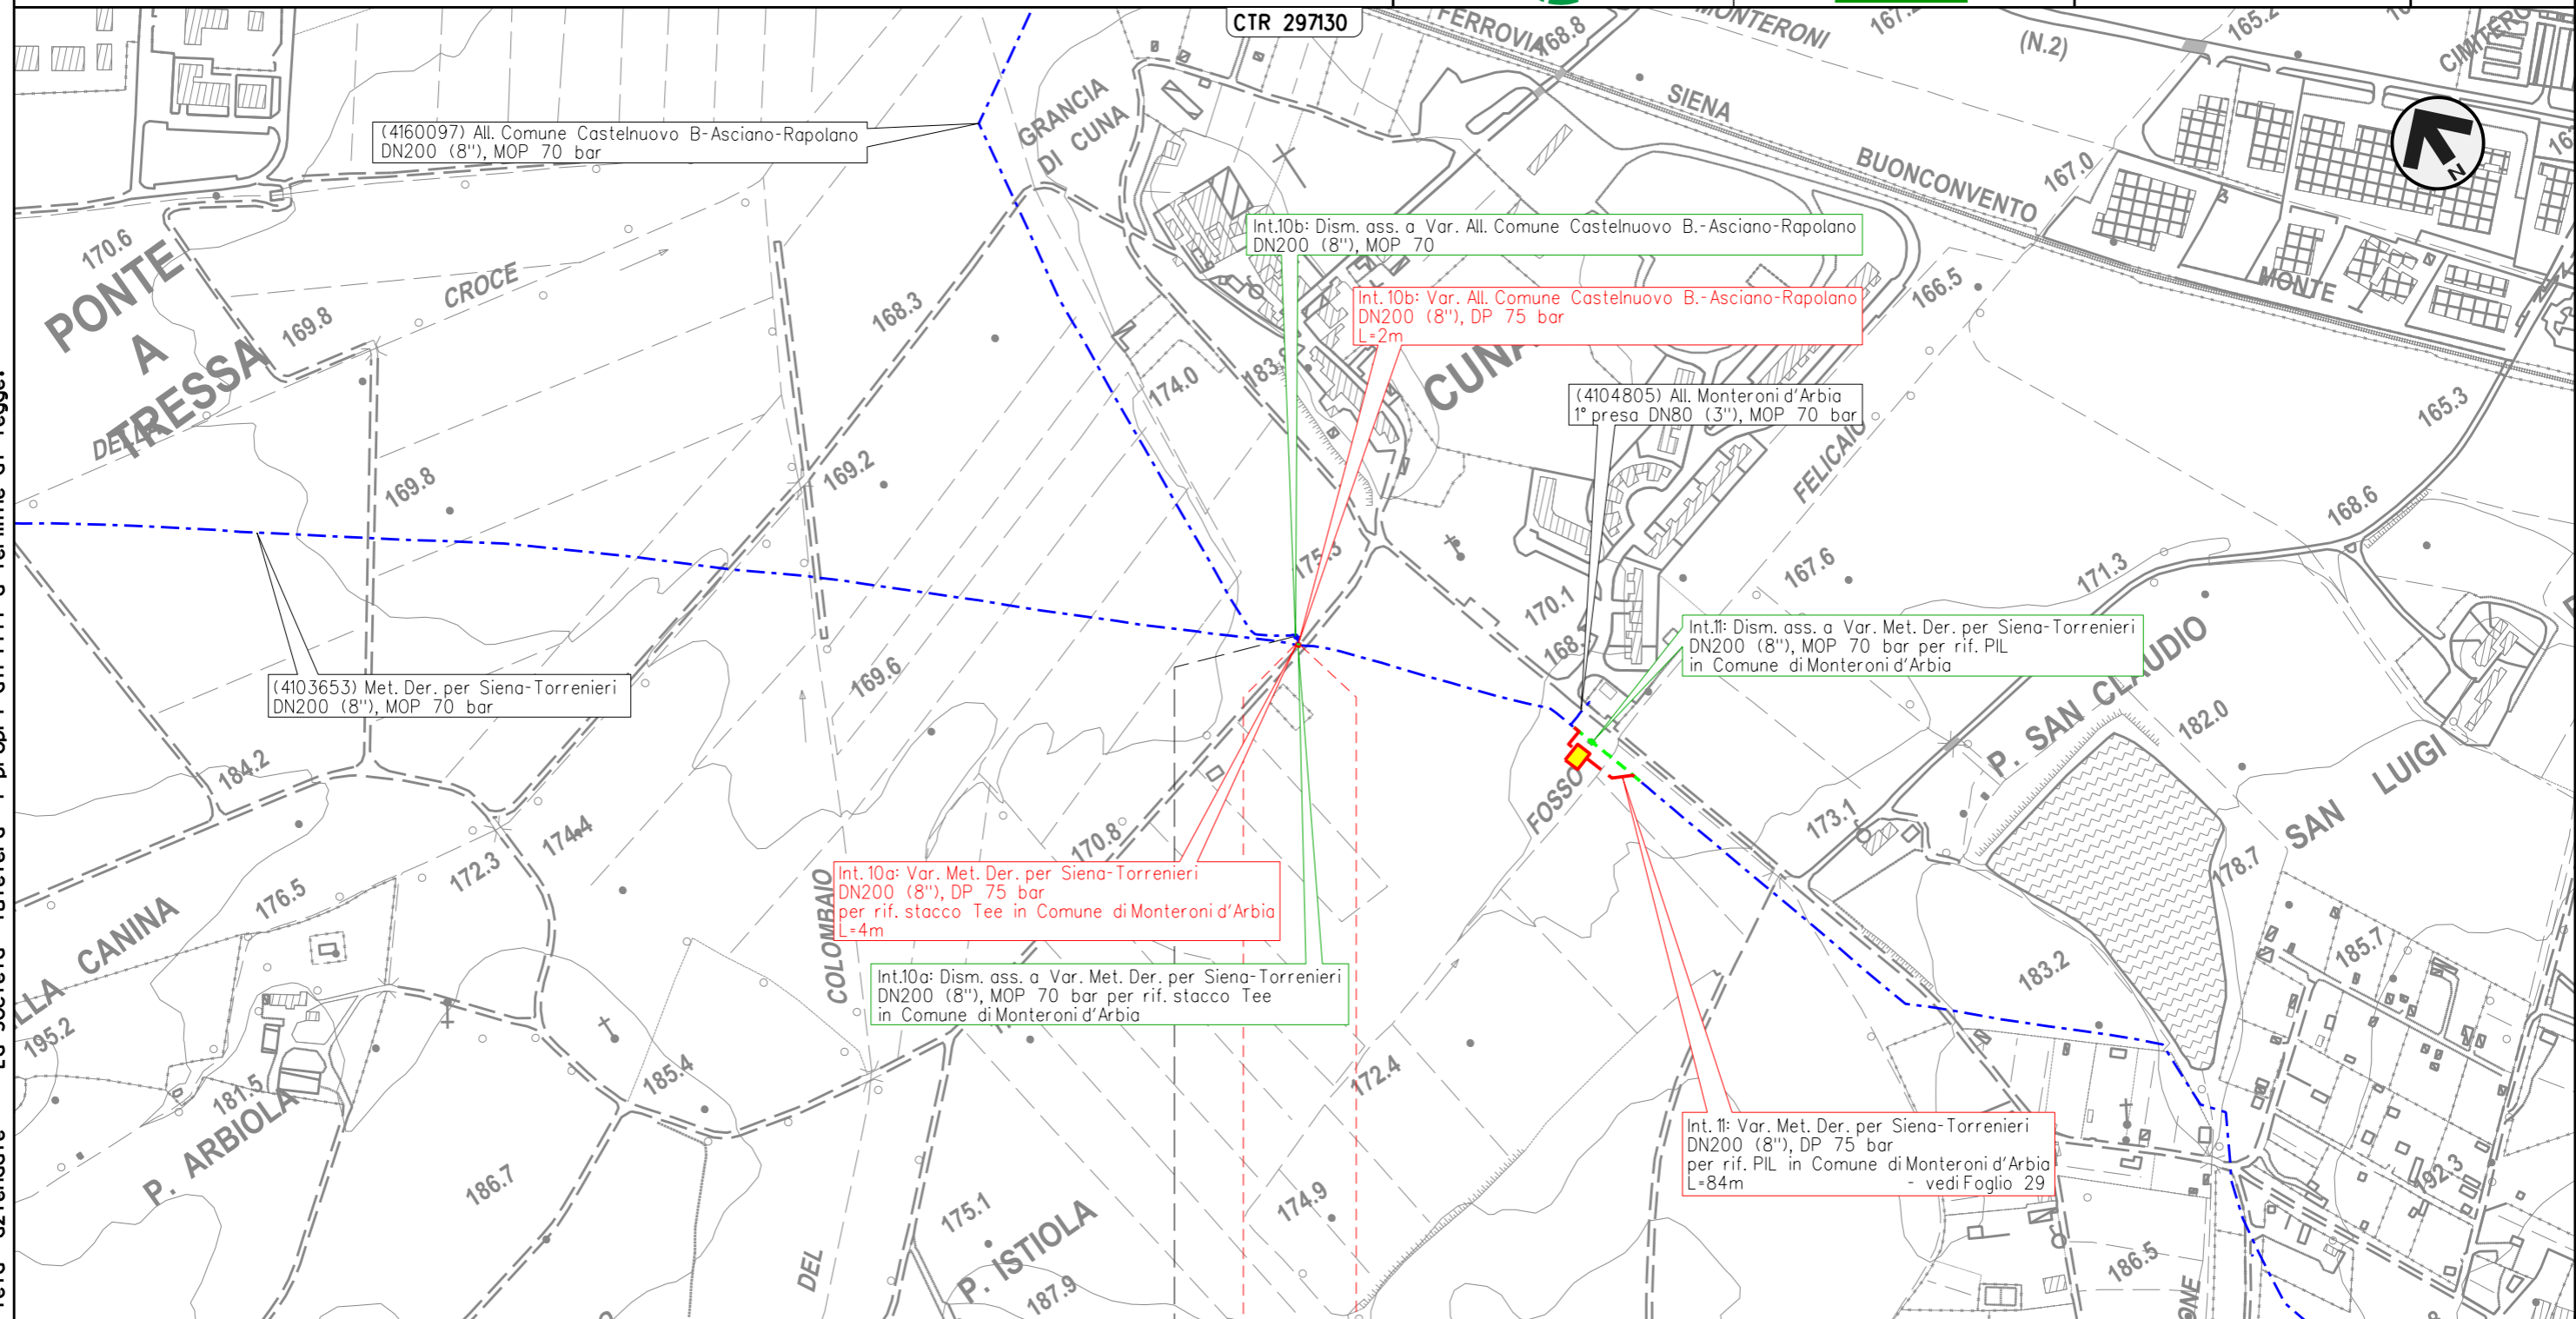 CTR 297130
FERROVIA
168.8
MONTERONI
(N.2)
165.2
CIMITERO
SIENA
BUONCONVENTO
167.0
MONTE
N
GRANCIA
DI CUNA
(4160097) All. Comune Castelnuovo B-Asciano-Rapolano
DN200 (8"), MOP 70 bar
170.6
PONTE
A
TRESSA
CROCE
169.8
168.3
Int.10b: Dism. ass. a Var. All. Comune Castelnuovo B.-Asciano-Rapolano
DN200 (8"), MOP 70
Int. 10b: Var. All. Comune Castelnuovo B.-Asciano-Rapolano
DN200 (8"), DP 75 bar
L=2m
166.5
174.0
CUNA
(4104805) All. Monteroni d'Arbia
1° presa DN80 (3"), MOP 70 bar
165.3
FELICAIO
169.8
169.2
168.6
175.3
167.6
171.3
170.1
Int.11: Dism. ass. a Var. Met. Der. per Siena-Torrenieri
DN200 (8"), MOP 70 bar per rif. PIL
in Comune di Monteroni d'Arbia
(4103653) Met. Der. per Siena-Torrenieri
DN200 (8"), MOP 70 bar
169.6
P. SAN CLAUDIO
182.0
SAN LUIGI
184.2
FOSSO
173.1
174.4
172.3
170.8
178.7
Int. 10a: Var. Met. Der. per Siena-Torrenieri
DN200 (8"), DP 75 bar
per rif. stacco Tee in Comune di Monteroni d'Arbia
L=4m
176.5
CANINA
COLOMBAIO
185.7
183.2
Int.10a: Dism. ass. a Var. Met. Der. per Siena-Torrenieri
DN200 (8"), MOP 70 bar per rif. stacco Tee
in Comune di Monteroni d'Arbia
195.2
185.4
172.4
181.5
P. ARBIOLA
Int. 11: Var. Met. Der. per Siena-Torrenieri
DN200 (8"), DP 75 bar
per rif. PIL in Comune di Monteroni d'Arbia
L=84m - vedi Foglio 29
186.7
192.3
175.1
174.9
P. ISTIOLA
DEL
187.9
186.5